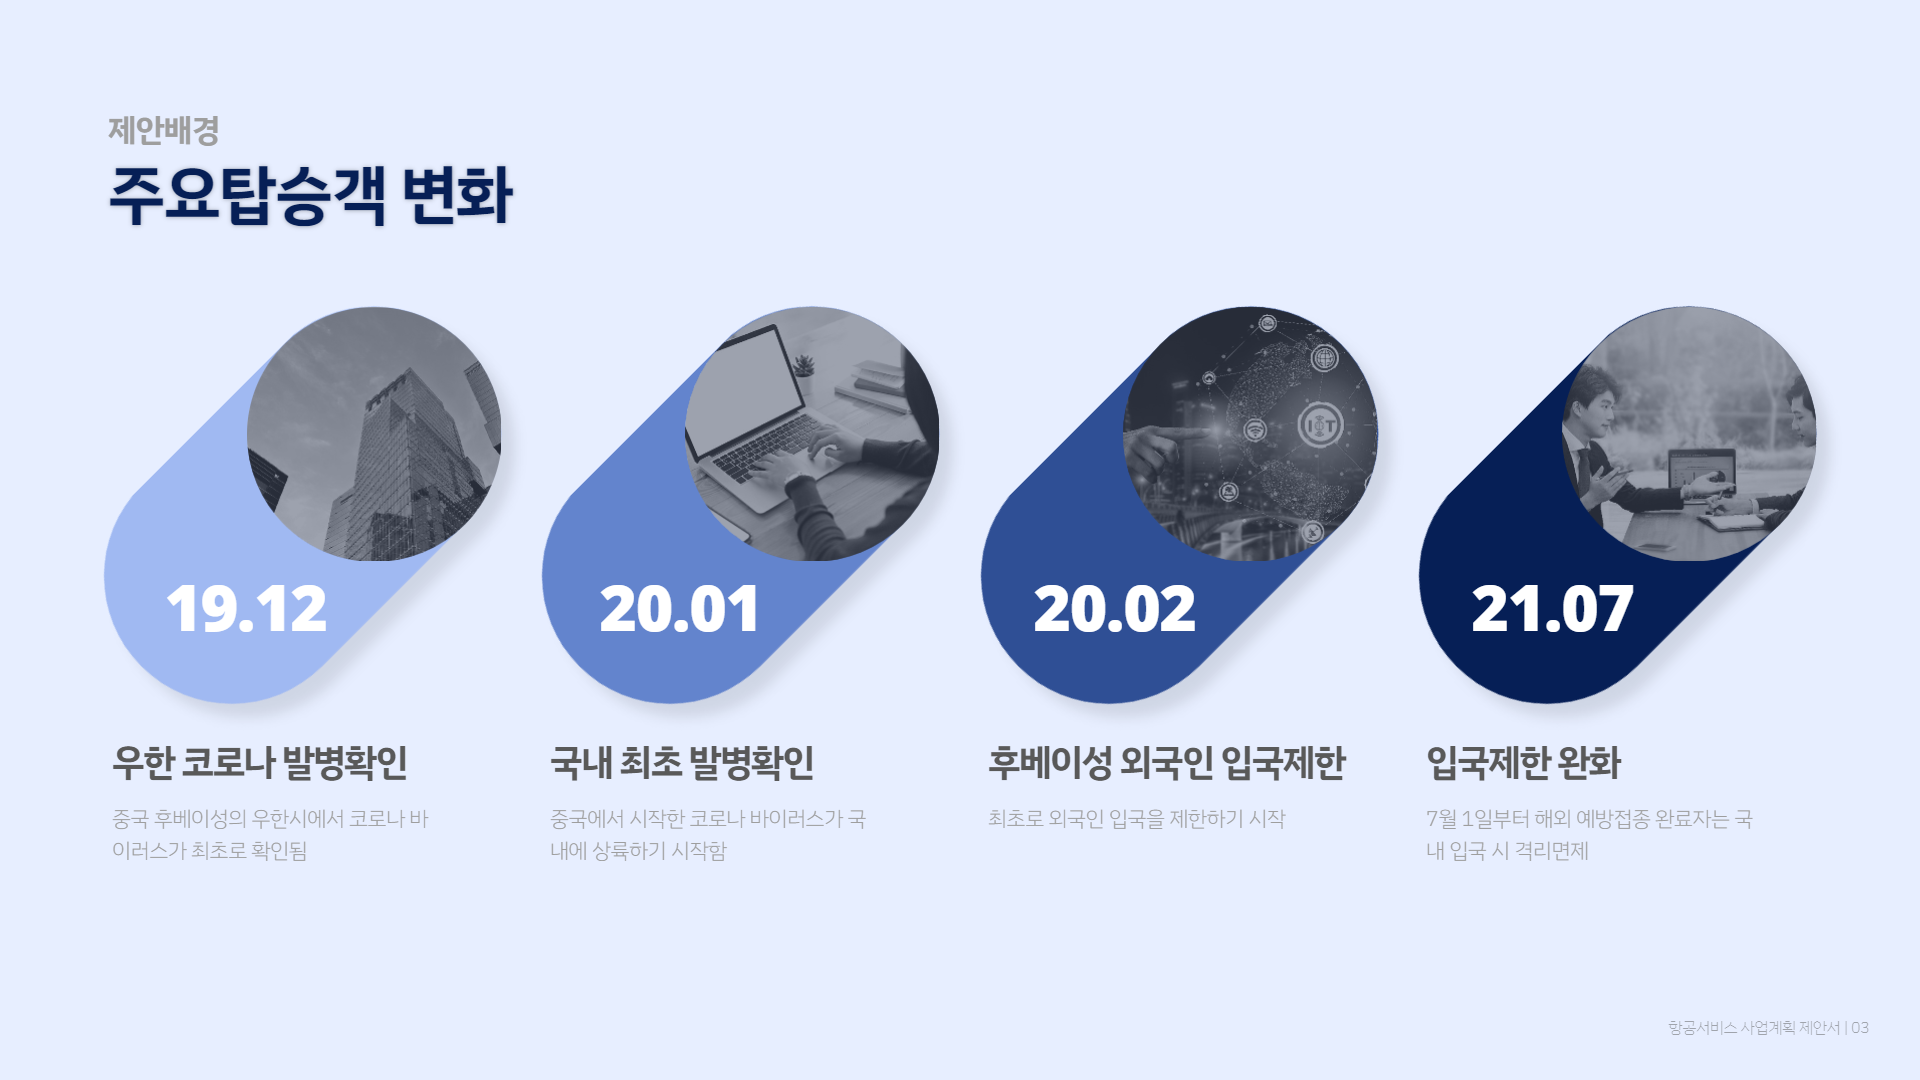 제안배경
주요탑승객 변화
IOT
19.12
20.01
20.02
21.07
우한 코로나 발병확인
중국 후베이성의 우한시에서 코로나 바
이러스가 최초로 확인됨
국내 최초 발병확인
중국에서 시작한 코로나 바이러스가 국
내에 상륙하기 시작함
후베이성 외국인 입국제한
최초로 외국인 입국을 제한하기 시작
입국제한 완화
7월 1일부터 해외 예방접종 완료자는 국
내 입국 시 격리면제
항공서비스 사업계획 제안서 | 03